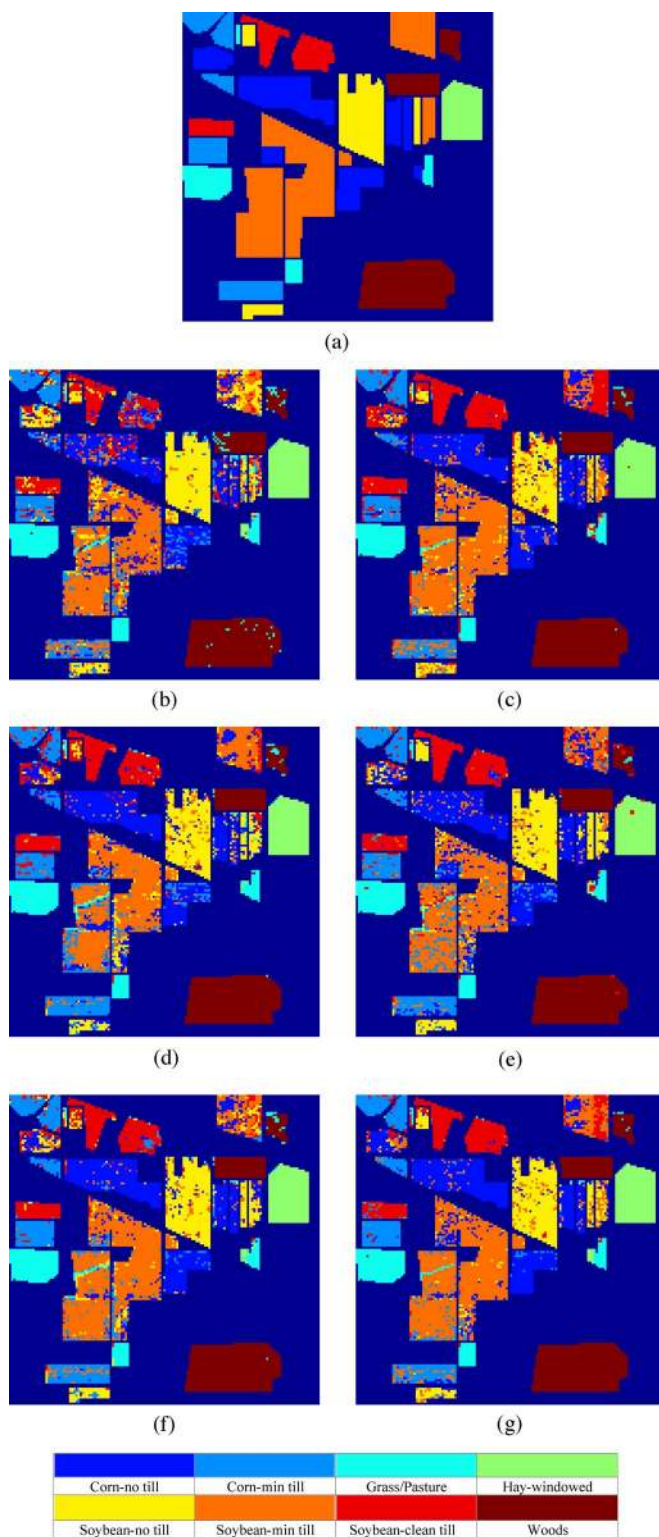 (a)
(b) (c)
(d) (e)
(f) (g)
Corn-no till Corn-min till Grass/Pasture Hay-windowed
Soybean-no till Soybean-min till Soybean-clean till Woods